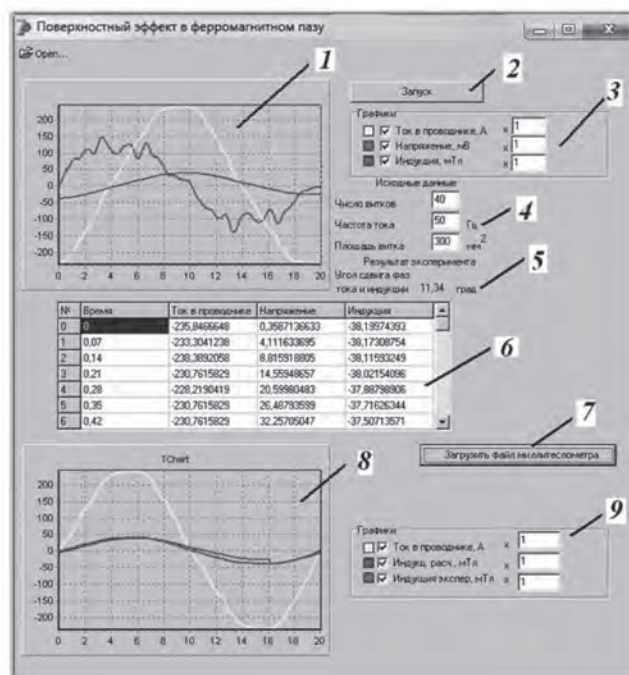 Поверхностный эффект в ферромагнитном пазу
Open...
1
2
3
Запуск
Графики
Ток в проводнике, А x 1
Напряжение, мВ x 1
Индукция, мТл x 1
200
150
100
50
0
-50
-100
-150
-200
0 2 4 6 8 10 12 14 16 18 20
Исходные данные
Число витков 40
Частота тока 50 Гц
4
Площадь витка 300 мм2
Результат эксперимента
5
Угол сдвига фаз
тока и индукции 11,34 град
№ Время Ток в проводнике Напряжение Индукция
0 0 -235,8466648 0,3587136633 -38,19974393
1 0,07 -233,3041238 4,111633695 -38,17308754
2 0,14 -238,3892058 8,815918805 -38,11593249
3 0,21 -230,7615829 14,55948657 -38,02154096
4 0,28 -228,2190419 20,59980483 -37,88798906
5 0,35 -230,7615829 26,48793599 -37,71626344
6 0,42 -230,7615829 32,25705047 -37,50713571
6
7
Загрузить файл миллитеслометра
TChart
8
200
150
100
50
0
-50
-100
-150
-200
0 2 4 6 8 10 12 14 16 18 20
9
Графики
Ток в проводнике, А x 1
Индукц. расч., мТл x 1
Индукция экспер, мТл x 1